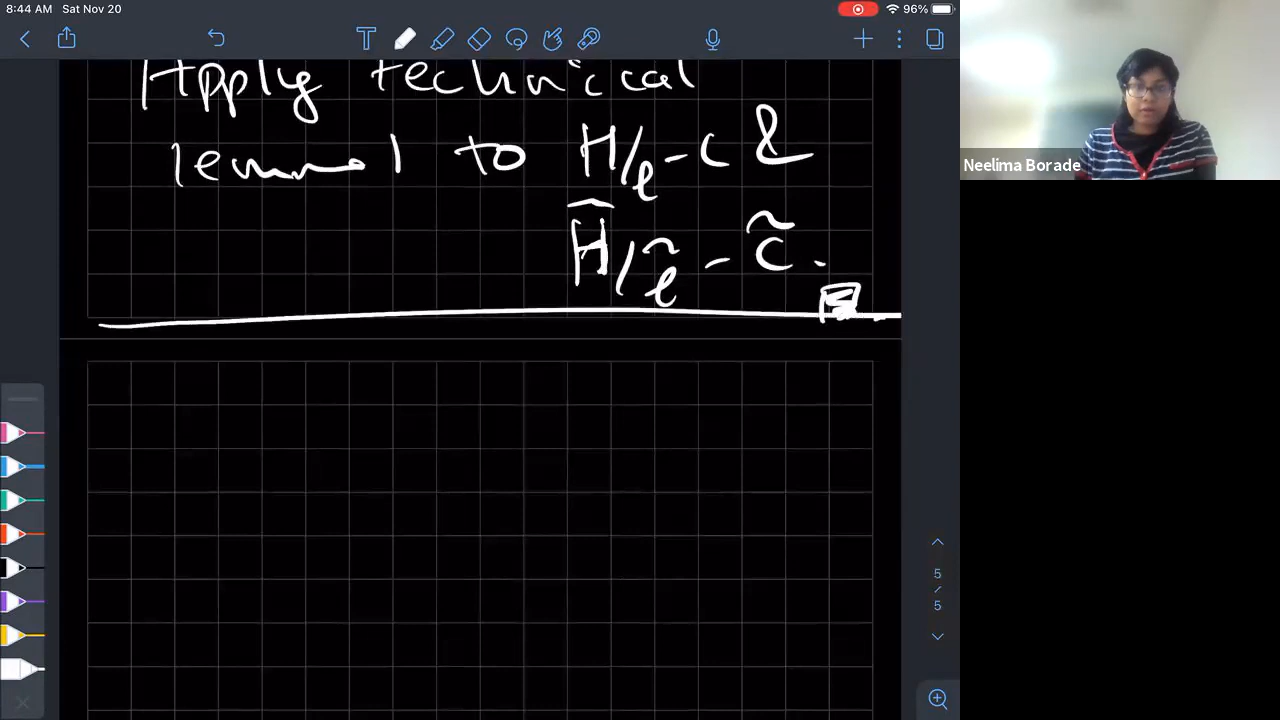 8:44 AM Sat Nov 20
96%
Apply technical
lemma 1 to H/l - c &
H̃/l̃ - c̃ .
5
/
5
Neelima Borade